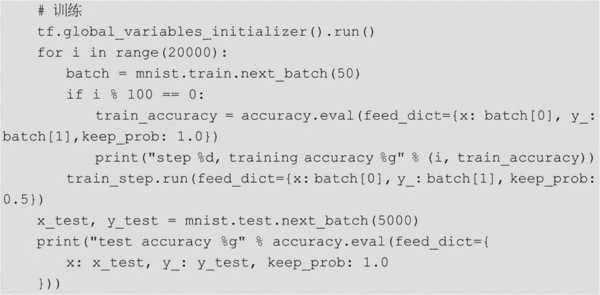 # 训练
tf.global_variables_initializer().run()
for i in range(20000):
batch = mnist.train.next_batch(50)
if i % 100 == 0:
train_accuracy = accuracy.eval(feed_dict={x: batch[0], y_:
batch[1],keep_prob: 1.0})
print("step %d, training accuracy %g" % (i, train_accuracy))
train_step.run(feed_dict={x:batch[0],y_:batch[1],keep_prob:
0.5})
x_test, y_test = mnist.test.next_batch(5000)
print("test accuracy %g" % accuracy.eval(feed_dict={
x: x_test, y_: y_test, keep_prob: 1.0
}))